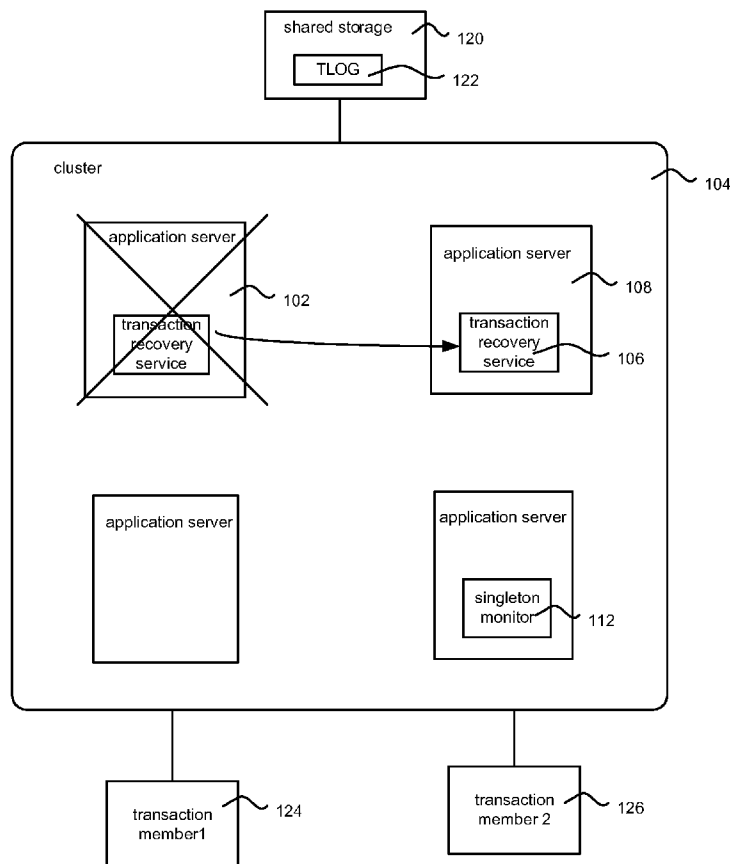 shared storage
120
TLOG
122
cluster
104
application server
102
transaction
recovery
service
application server
108
transaction
recovery
service
106
application server
application server
singleton
monitor
112
transaction
member1
124
transaction
member 2
126